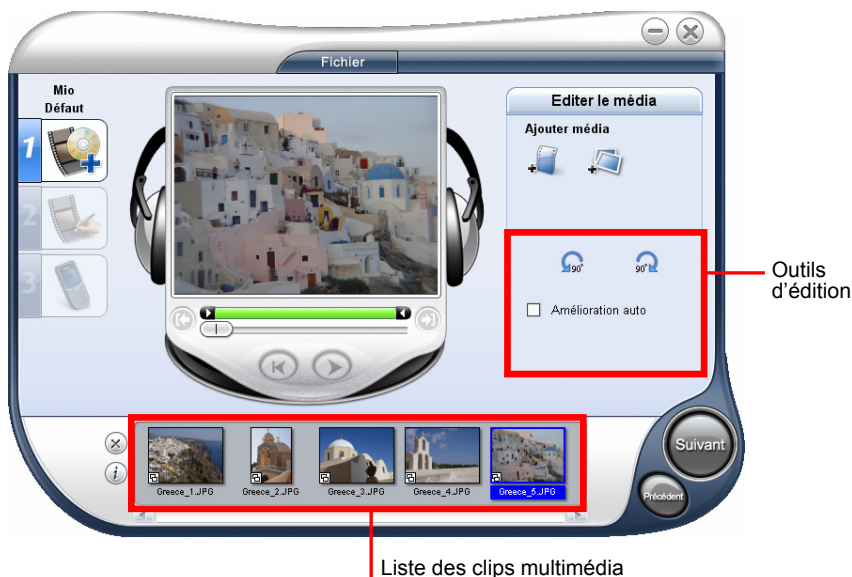 Fichier
Mio
Défaut
1
2
3
Editer le média
Ajouter média
90°
90°
Amélioration auto
Outils
d'édition
Greece_1.JPG
Greece_2.JPG
Greece_3.JPG
Greece_4.JPG
Greece_5.JPG
i
Suivant
Précédent
Liste des clips multimédia